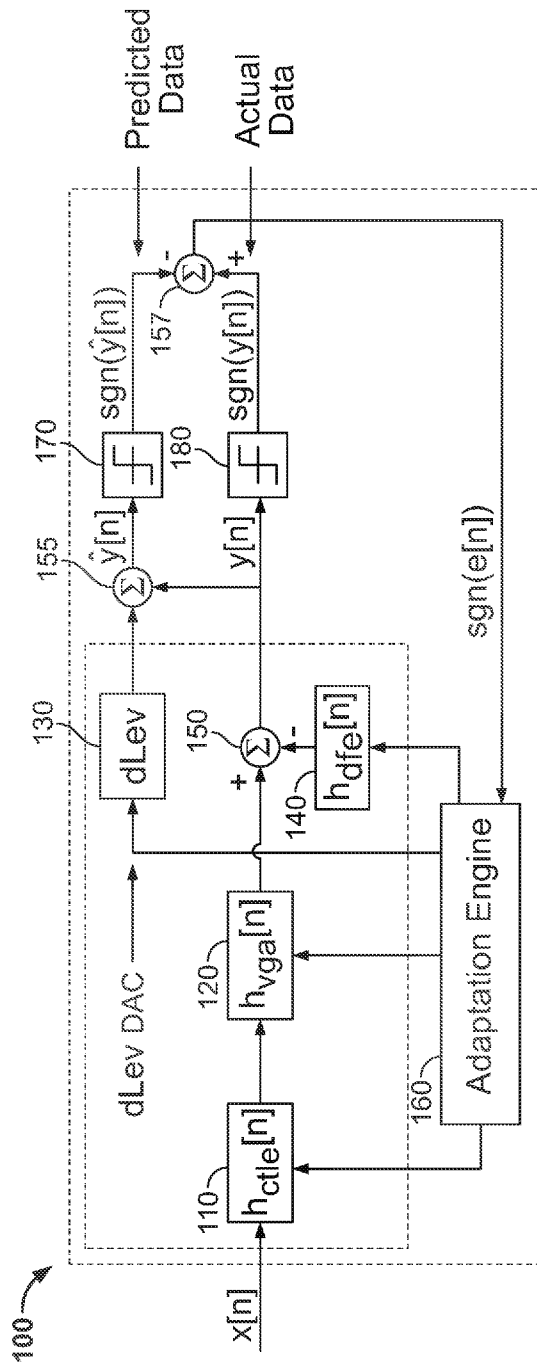 100
x[n]
110
h_ctle[n]
dLev DAC
120
h_vga[n]
130
dLev
150
Σ
+
-
140
h_dfe[n]
160
Adaptation Engine
155
Σ
ŷ[n]
y[n]
170
180
sgn(ŷ[n])
sgn(y[n])
157
Σ
-
+
Predicted
Data
Actual
Data
sgn(e[n])